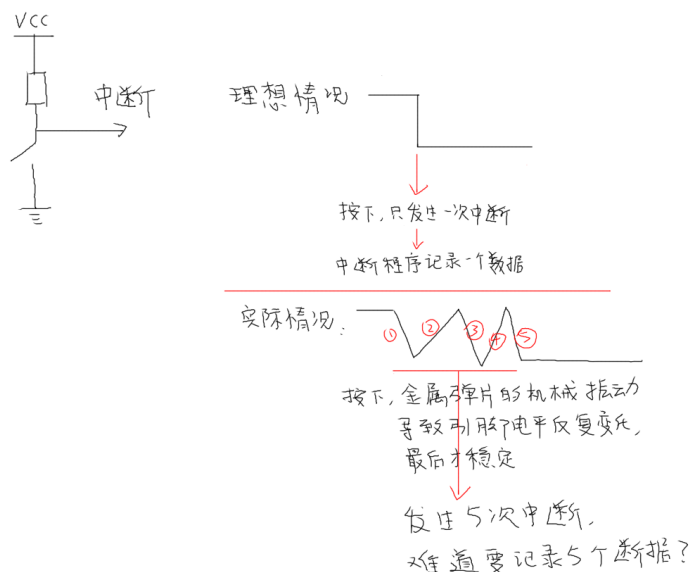 VCC
中断
理想情况
按下,只发生一次中断
中断程序记录一个数据
实际情况:
① ② ③ ④ ⑤
按下,金属弹片的机械振动
导致引脚电平反复变化,
最后才稳定
发生5次中断,
难道要记录5个断据?